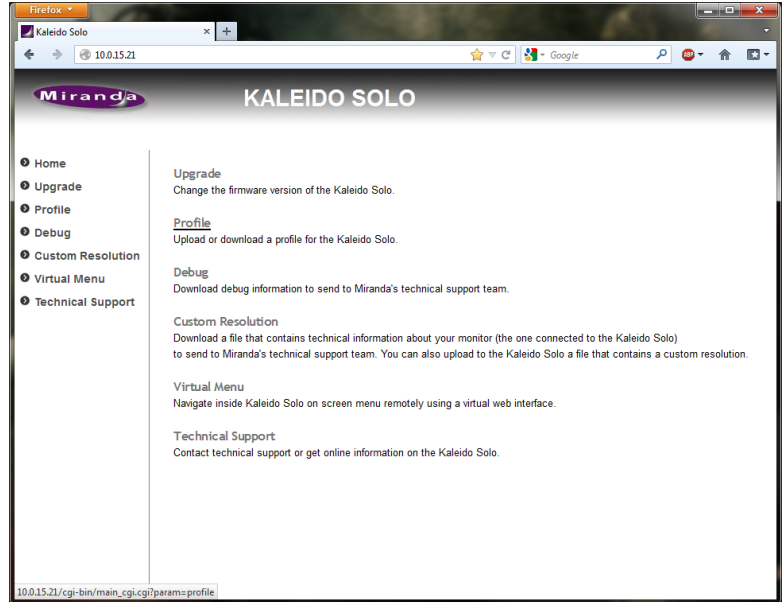 Firefox
Kaleido Solo
10.0.15.21
Google
ABP
Miranda
KALEIDO SOLO
Home
Upgrade
Profile
Debug
Custom Resolution
Virtual Menu
Technical Support
Upgrade
Change the firmware version of the Kaleido Solo.
Profile
Upload or download a profile for the Kaleido Solo.
Debug
Download debug information to send to Miranda's technical support team.
Custom Resolution
Download a file that contains technical information about your monitor (the one connected to the Kaleido Solo)
to send to Miranda's technical support team. You can also upload to the Kaleido Solo a file that contains a custom resolution.
Virtual Menu
Navigate inside Kaleido Solo on screen menu remotely using a virtual web interface.
Technical Support
Contact technical support or get online information on the Kaleido Solo.
10.0.15.21/cgi-bin/main_cgi.cgi?param=profile